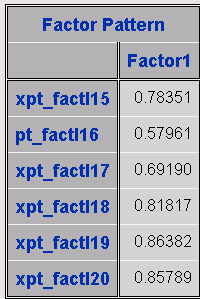 Factor Pattern
Factor1
xpt_factl15 0.78351
pt_factl16 0.57961
xpt_factl17 0.69190
xpt_factl18 0.81817
xpt_factl19 0.86382
xpt_factl20 0.85789